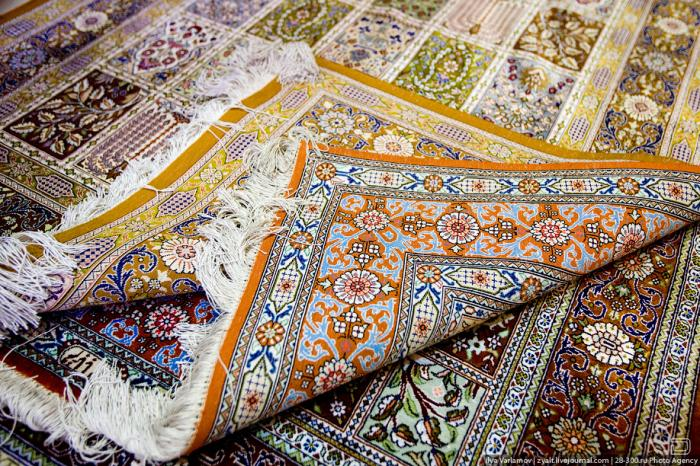 © Ilya Varlamov | zyalt.livejournal.com | 28-300.ru Photo Agency